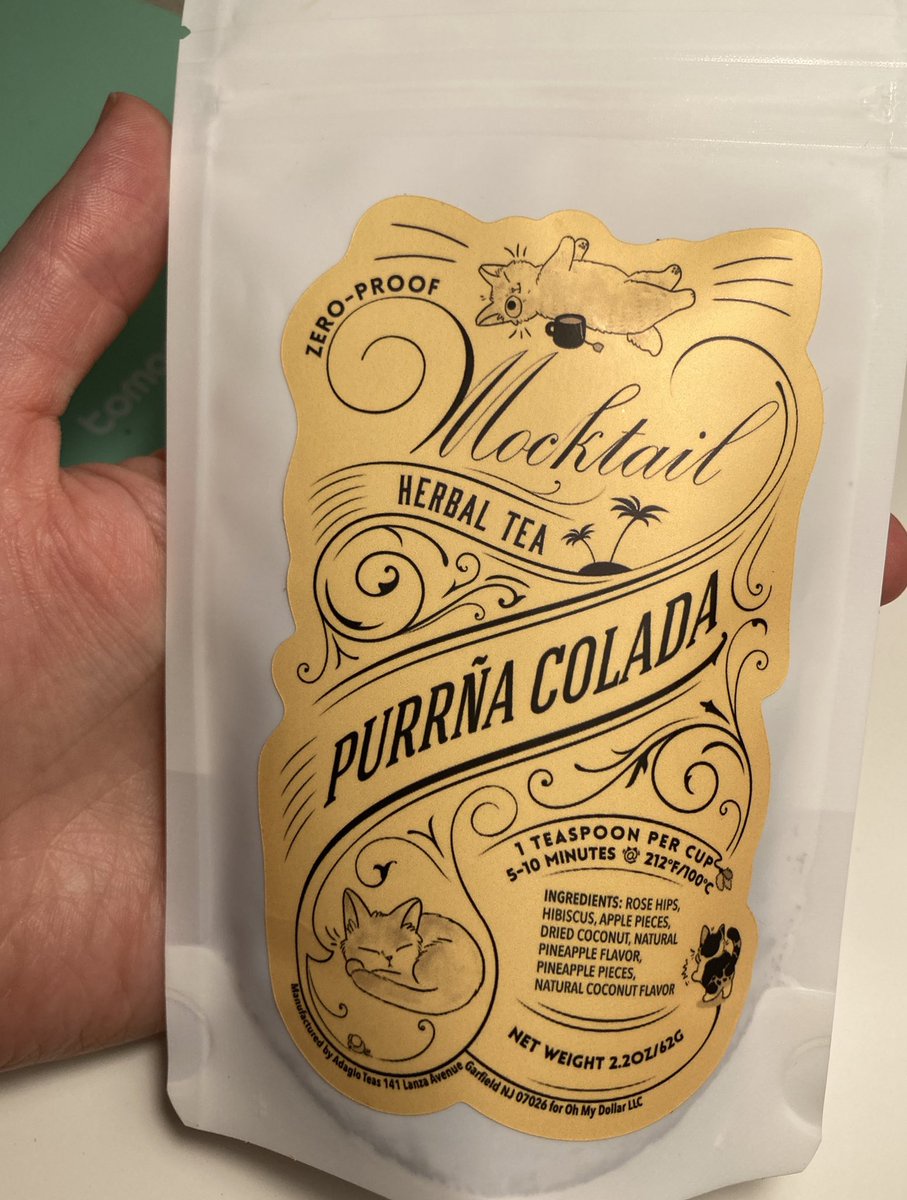 ZERO-PROOF
Mocktail
HERBAL TEA
PURRÑA COLADA
1 TEASPOON PER CUP
5-10 MINUTES @ 212°F/100°C
INGREDIENTS: ROSE HIPS,
HIBISCUS, APPLE PIECES,
DRIED COCONUT, NATURAL
PINEAPPLE FLAVOR,
PINEAPPLE PIECES,
NATURAL COCONUT FLAVOR
NET WEIGHT 2.2OZ/62G
Manufactured by Adagio Teas 141 Lanza Avenue Garfield NJ 07026 for Oh My Dollar LLC